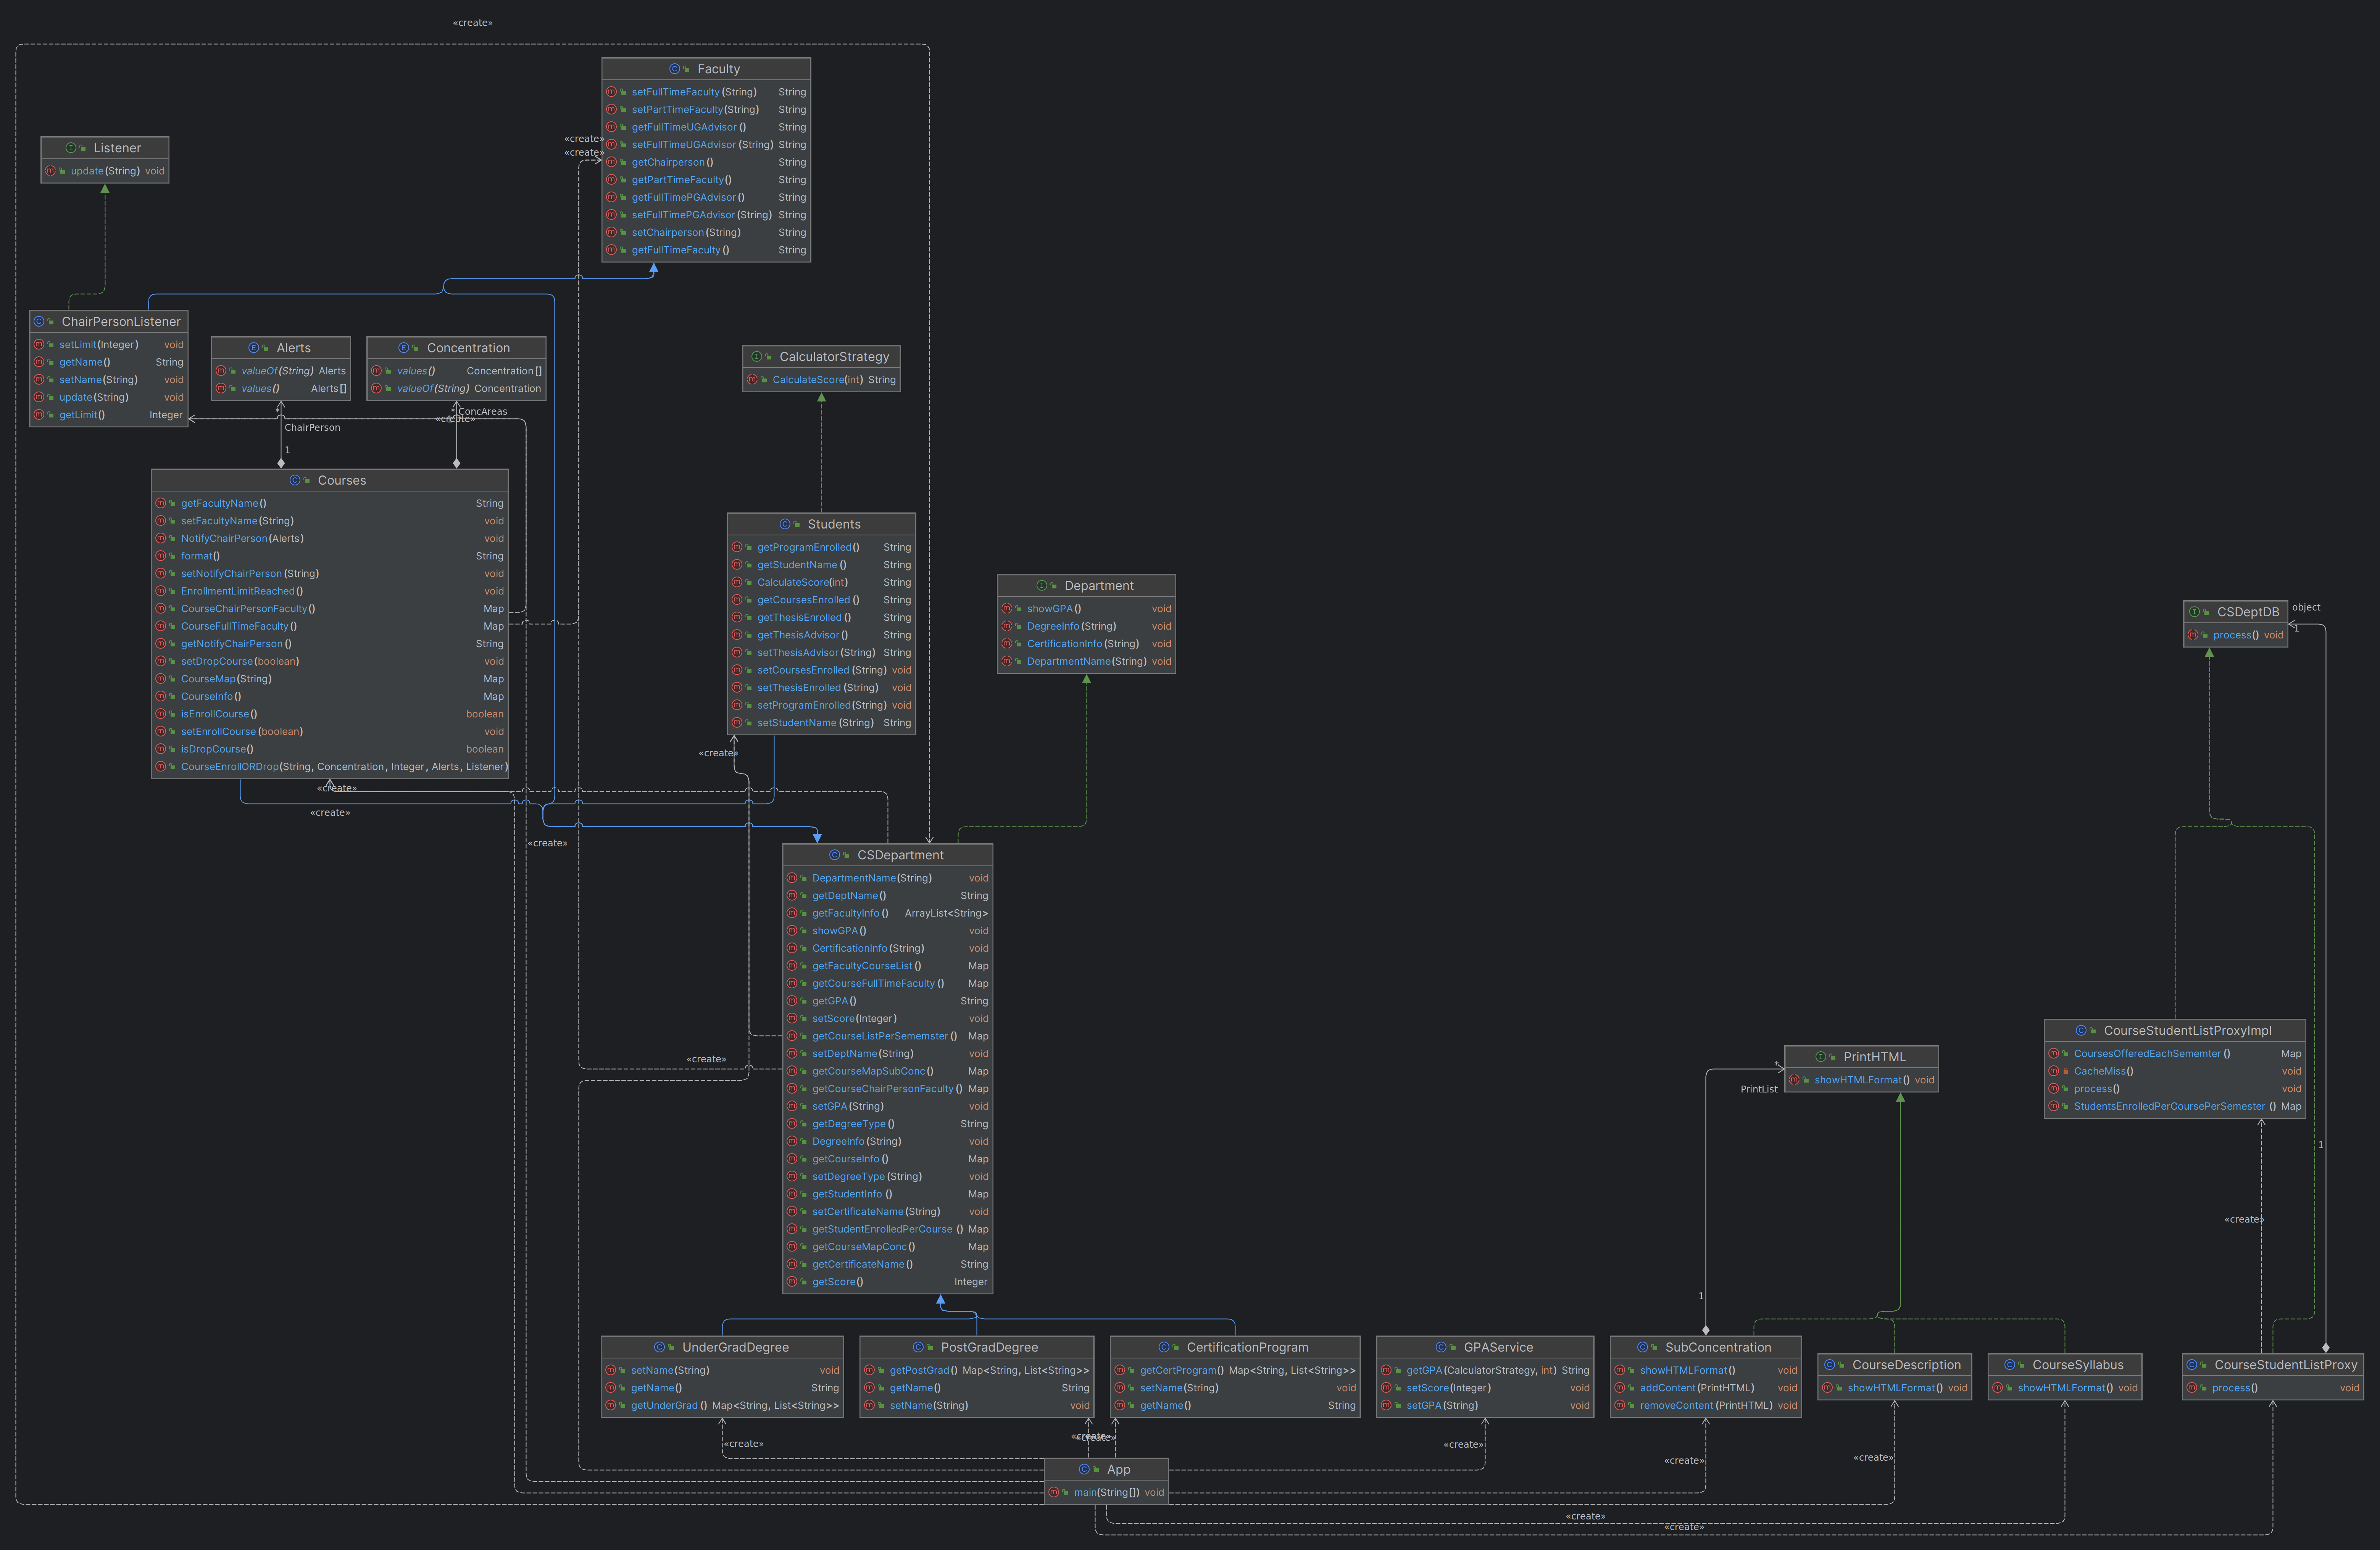 «create»
Faculty
setFullTimeFaculty(String) String
setPartTimeFaculty(String) String
getFullTimeUGAdvisor () String
setFullTimeUGAdvisor (String) String
getChairperson() String
getPartTimeFaculty() String
getFullTimePGAdvisor () String
setFullTimePGAdvisor (String) String
setChairperson(String) String
getFullTimeFaculty () String
«create»
«create»
Listener
update(String) void
ChairPersonListener
setLimit(Integer) void
getName() String
setName(String) void
update(String) void
getLimit() Integer
Alerts
valueOf(String) Alerts
values() Alerts[]
Concentration
values() Concentration[]
valueOf(String) Concentration
* ConcAreas
«create»
*
ChairPerson
1
CalculatorStrategy
CalculateScore(int) String
Courses
getFacultyName() String
setFacultyName(String) void
NotifyChairPerson(Alerts) void
format() String
setNotifyChairPerson (String) void
EnrollmentLimitReached() void
CourseChairPersonFaculty() Map
CourseFullTimeFaculty() Map
getNotifyChairPerson () String
setDropCourse(boolean) void
CourseMap(String) Map
CourseInfo() Map
isEnrollCourse() boolean
setEnrollCourse (boolean) void
isDropCourse() boolean
CourseEnrollORDrop(String, Concentration, Integer, Alerts, Listener)
«create»
«create»
Students
getProgramEnrolled() String
getStudentName () String
CalculateScore(int) String
getCoursesEnrolled () String
getThesisEnrolled () String
getThesisAdvisor() String
setThesisAdvisor(String) String
setCoursesEnrolled (String) void
setThesisEnrolled (String) void
setProgramEnrolled(String) void
setStudentName (String) String
«create»
Department
showGPA() void
DegreeInfo(String) void
CertificationInfo(String) void
DepartmentName(String) void
CSDeptDB
process() void
object
1
«create»
CSDepartment
DepartmentName(String) void
getDeptName() String
getFacultyInfo () ArrayList<String>
showGPA() void
CertificationInfo(String) void
getFacultyCourseList () Map
getCourseFullTimeFaculty () Map
getGPA() String
setScore(Integer) void
getCourseListPerSememster () Map
setDeptName(String) void
getCourseMapSubConc() Map
getCourseChairPersonFaculty() Map
setGPA(String) void
getDegreeType () String
DegreeInfo(String) void
getCourseInfo () Map
setDegreeType (String) void
getStudentInfo () Map
setCertificateName(String) void
getStudentEnrolledPerCourse () Map
getCourseMapConc() Map
getCertificateName() String
getScore() Integer
«create»
CourseStudentListProxyImpl
CoursesOfferedEachSememter () Map
CacheMiss() void
process() void
StudentsEnrolledPerCoursePerSemester () Map
PrintHTML
showHTMLFormat() void
*
PrintList
1
1
«create»
UnderGradDegree
setName(String) void
getName() String
getUnderGrad () Map<String, List<String>>
PostGradDegree
getPostGrad() Map<String, List<String>>
getName() String
setName(String) void
CertificationProgram
getCertProgram() Map<String, List<String>>
setName(String) void
getName() String
GPAService
getGPA(CalculatorStrategy, int) String
setScore(Integer) void
setGPA(String) void
SubConcentration
showHTMLFormat() void
addContent(PrintHTML) void
removeContent(PrintHTML) void
CourseDescription
showHTMLFormat() void
CourseSyllabus
showHTMLFormat() void
CourseStudentListProxy
process() void
«create»
«create»
«create»
«create»
«create»
«create»
App
main(String[]) void
«create»
«create»